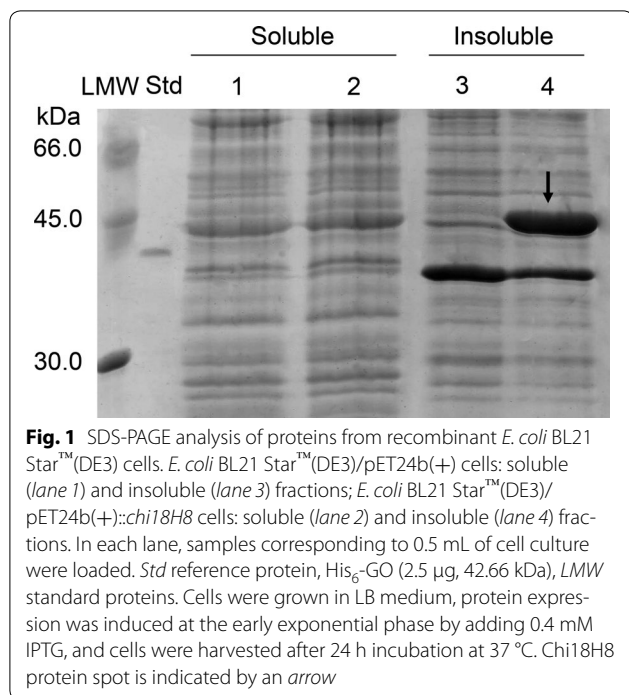 Soluble Insoluble
LMW Std 1 2 3 4
kDa
66.0
45.0
30.0
Fig. 1 SDS-PAGE analysis of proteins from recombinant E. coli BL21
Star™(DE3) cells. E. coli BL21 Star™(DE3)/pET24b(+) cells: soluble
(lane 1) and insoluble (lane 3) fractions; E. coli BL21 Star™(DE3)/
pET24b(+)::chi18H8 cells: soluble (lane 2) and insoluble (lane 4) frac-
tions. In each lane, samples corresponding to 0.5 mL of cell culture
were loaded. Std reference protein, His₆-GO (2.5 µg, 42.66 kDa), LMW
standard proteins. Cells were grown in LB medium, protein expres-
sion was induced at the early exponential phase by adding 0.4 mM
IPTG, and cells were harvested after 24 h incubation at 37 °C. Chi18H8
protein spot is indicated by an arrow